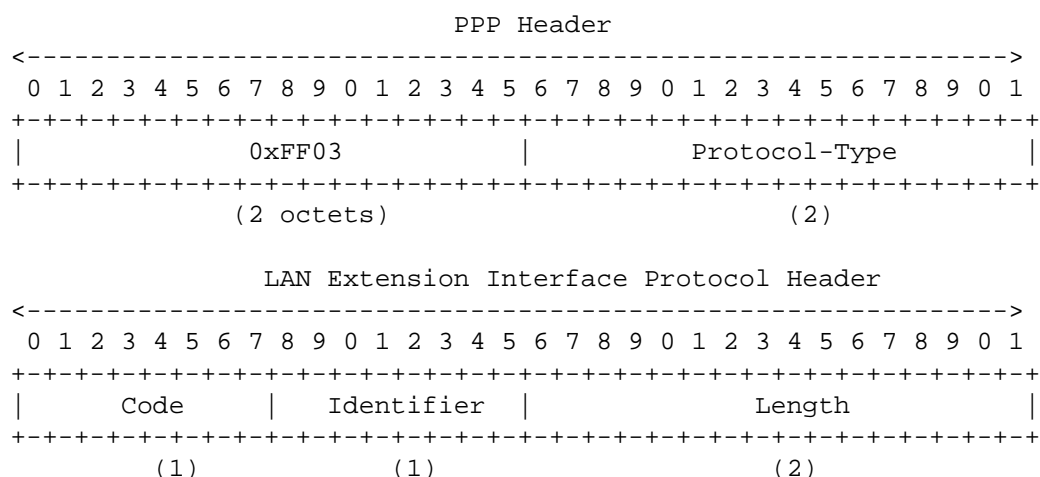 PPP Header
<--------------------------------------------------------------->
0 1 2 3 4 5 6 7 8 9 0 1 2 3 4 5 6 7 8 9 0 1 2 3 4 5 6 7 8 9 0 1
+-+-+-+-+-+-+-+-+-+-+-+-+-+-+-+-+-+-+-+-+-+-+-+-+-+-+-+-+-+-+-+-+
| 0xFF03 | Protocol-Type |
+-+-+-+-+-+-+-+-+-+-+-+-+-+-+-+-+-+-+-+-+-+-+-+-+-+-+-+-+-+-+-+-+
(2 octets) (2)
LAN Extension Interface Protocol Header
<--------------------------------------------------------------->
0 1 2 3 4 5 6 7 8 9 0 1 2 3 4 5 6 7 8 9 0 1 2 3 4 5 6 7 8 9 0 1
+-+-+-+-+-+-+-+-+-+-+-+-+-+-+-+-+-+-+-+-+-+-+-+-+-+-+-+-+-+-+-+-+
| Code | Identifier | Length |
+-+-+-+-+-+-+-+-+-+-+-+-+-+-+-+-+-+-+-+-+-+-+-+-+-+-+-+-+-+-+-+-+
(1) (1) (2)